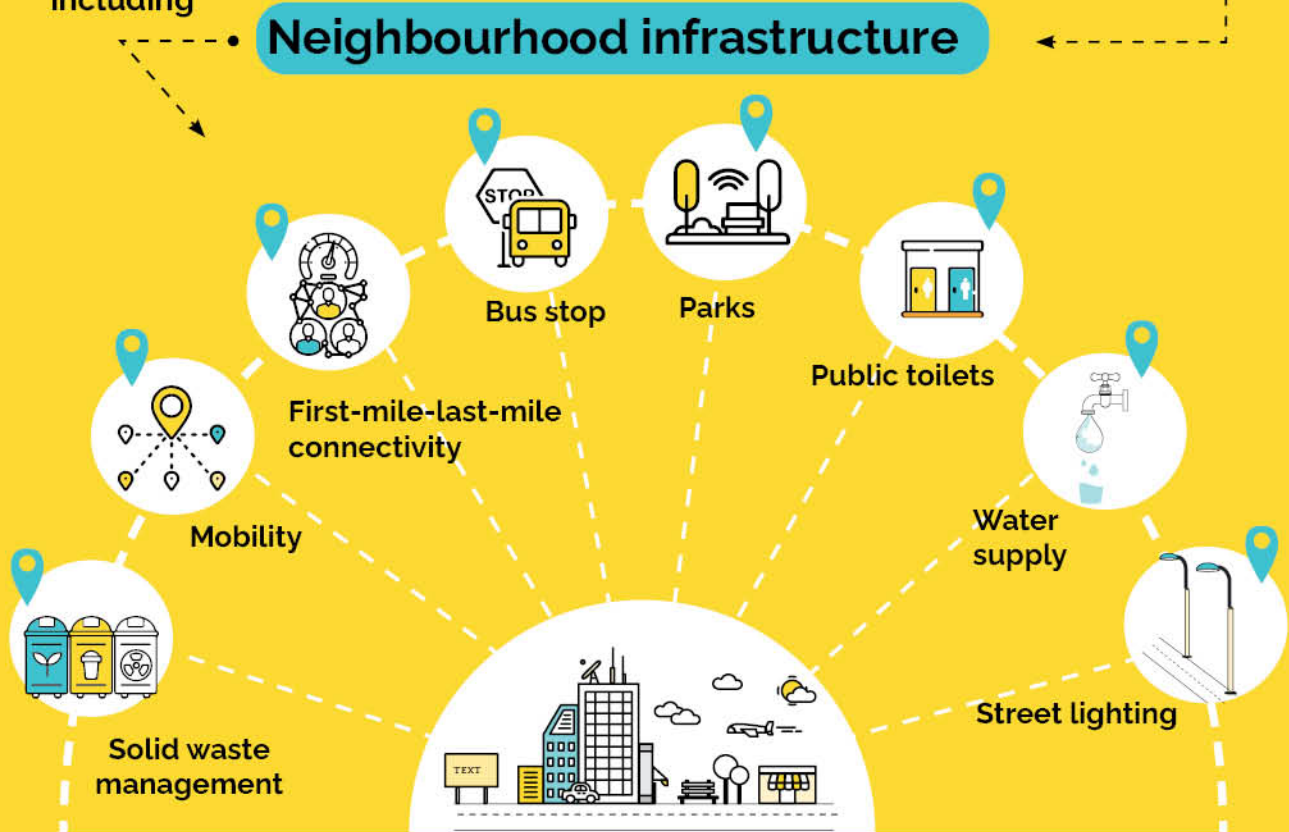 including
Neighbourhood infrastructure
STOP
Bus stop
Parks
Public toilets
First-mile-last-mile
connectivity
Mobility
Water
supply
Street lighting
Solid waste
management
TEXT